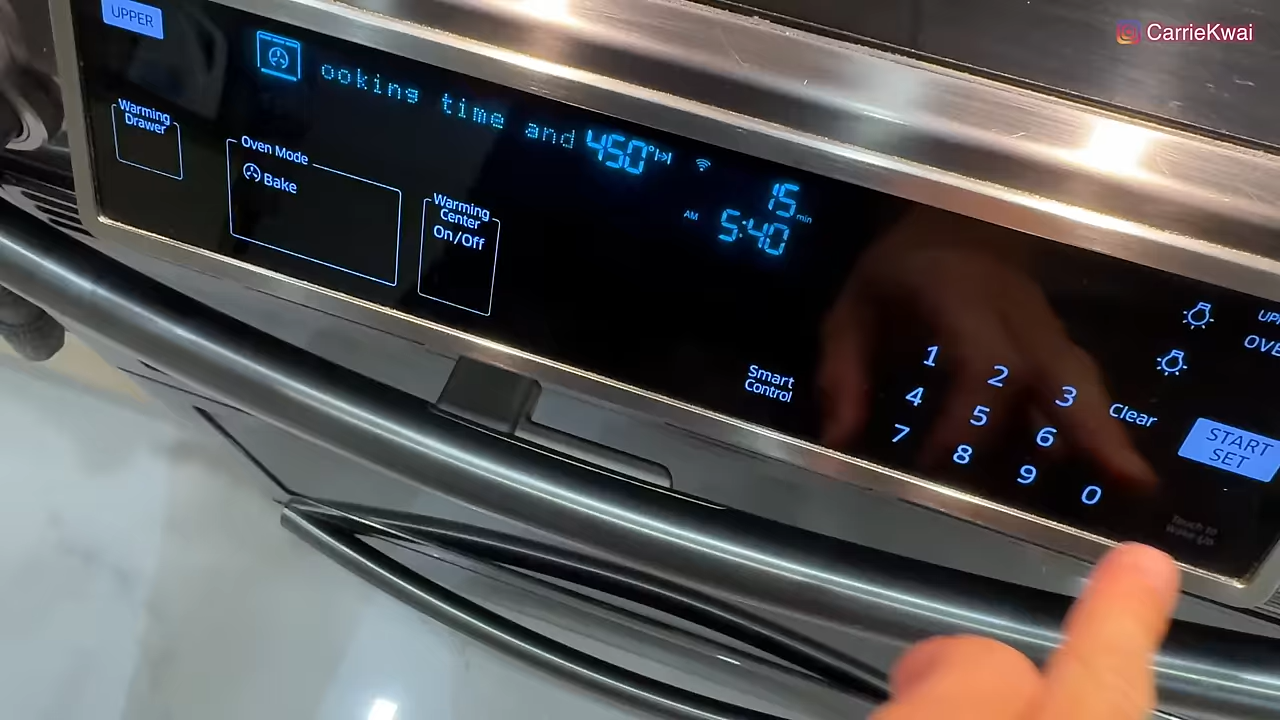 CarrieKwai
UPPER
ooking time and 450°
15 min
AM 5:40
Warming
Drawer
Oven Mode
Bake
Warming
Center
On/Off
Smart
Control
1 2 3
4 5 6 Clear
7 8 9 0
START
SET
UPP
OVE
Touch to
Wake Up